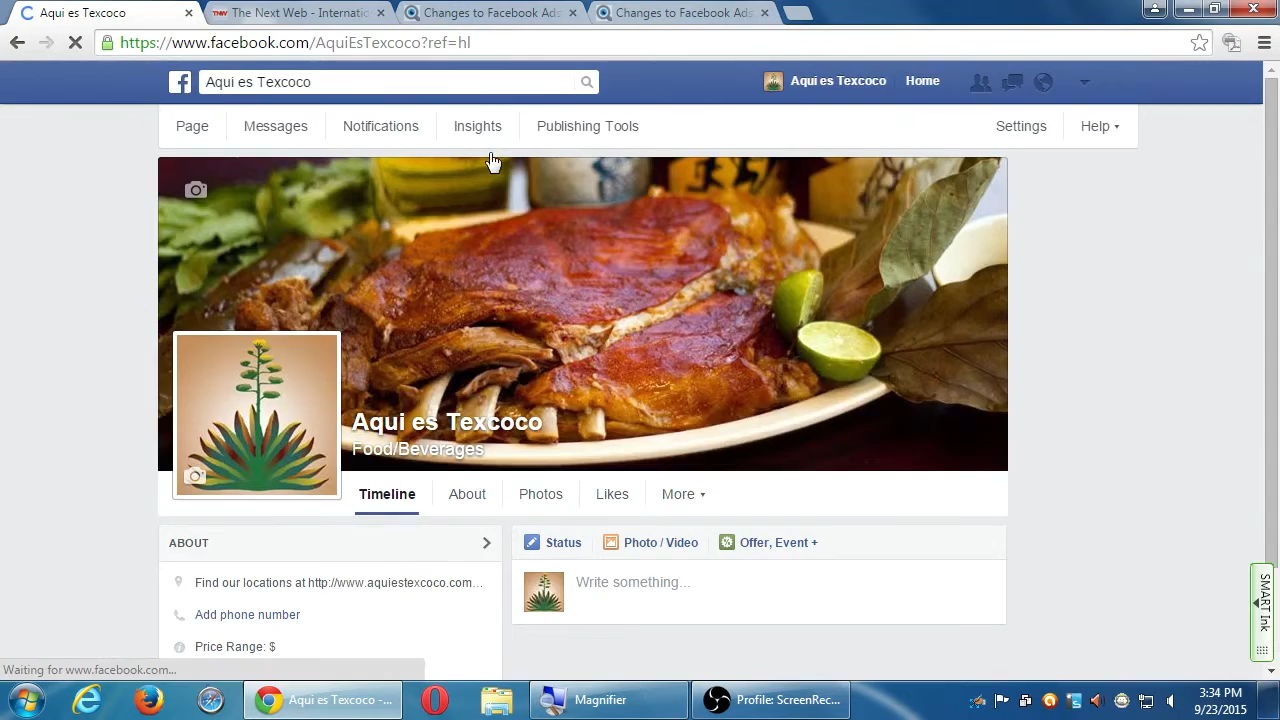 Aqui es Texcoco
TNW The Next Web - Internatio
Changes to Facebook Ads
Changes to Facebook Ads
https://www.facebook.com/AquiEsTexcoco?ref=hl
Aqui es Texcoco
Aqui es Texcoco Home
Page Messages Notifications Insights Publishing Tools Settings Help
Aqui es Texcoco
Food/Beverages
Timeline About Photos Likes More
ABOUT
Find our locations at http://www.aquiestexcoco.com...
Add phone number
Price Range: $
Status Photo / Video Offer, Event +
Write something...
SMART Ink
Waiting for www.facebook.com...
Aqui es Texcoco -...
Magnifier
Profile: ScreenRec...
3:34 PM
9/23/2015